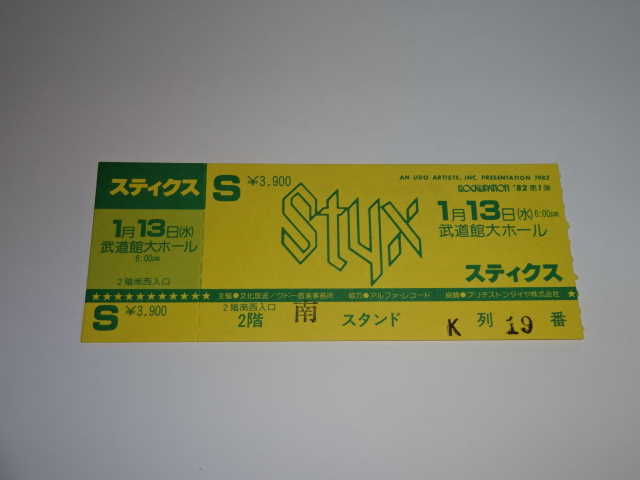 スティクス
1月13日(水)
武道館大ホール
6:00pm
2階南西入口
S ¥3,900
S ¥3,900
AN UDO ARTISTS, INC. PRESENTATION 1982
ROCKUPATION '82 第1弾
Styx
1月13日(水)6:00pm
武道館大ホール
スティクス
主催●文化放送/ウドー音楽事務所 協力●アルファ・レコード 協賛●ブリヂストンタイヤ株式会社
2階南西入口
2階 南 スタンド K 列 19 番